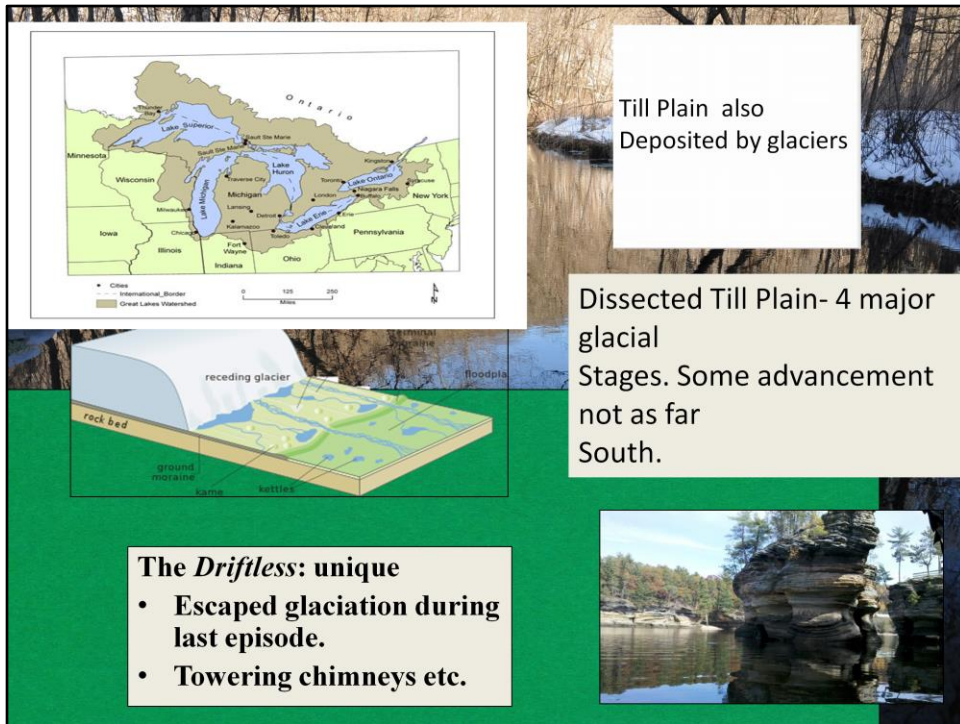 Ontario
Thunder
Bay
Lake Superior
Sault Ste Marie
Sault Ste Marie
Minnesota
Wisconsin
Lake Michigan
Traverse City
Michigan
Lake
Huron
Kingston
Toronto
Lake Ontario
Syracuse
Niagara Falls
Buffalo
New York
London
Milwaukee
Lansing
Detroit
Kalamazoo
Lake Erie
Erie
Iowa
Chicago
Toledo
Cleveland
Pennsylvania
Illinois
Fort
Wayne
Indiana
Ohio
Cities
International_Border
Great Lakes Watershed
0 125 250
Miles
N
Till Plain also
Deposited by glaciers
Dissected Till Plain- 4 major
glacial
Stages. Some advancement
not as far
South.
receding glacier
rock bed
ground
moraine
kame
kettles
The Driftless: unique
• Escaped glaciation during
last episode.
• Towering chimneys etc.